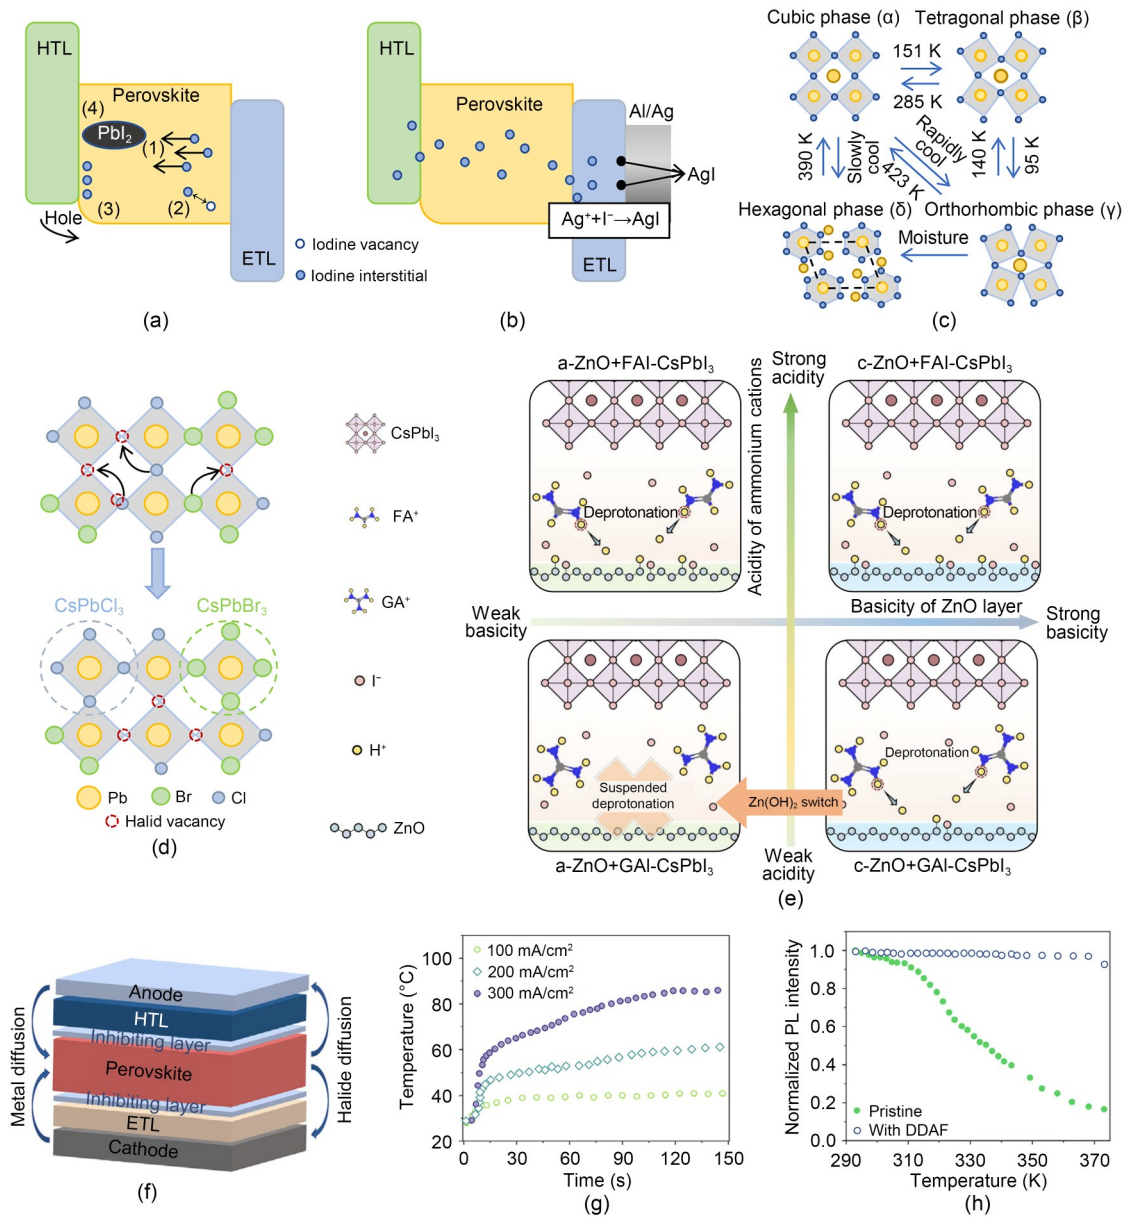 HTL
Perovskite
(4)
PbI2
(1)
(2)
(3)
Hole
ETL
Iodine vacancy
Iodine interstitial
(a)
HTL
Perovskite
Al/Ag
AgI
Ag⁺+I⁻→AgI
ETL
(b)
Cubic phase (α)
Tetragonal phase (β)
151 K
285 K
390 K
Slowly
cool
Rapidly
cool
423 K
140 K
95 K
Hexagonal phase (δ)
Orthorhombic phase (γ)
Moisture
(c)
CsPbCl₃
CsPbBr₃
Pb
Br
Cl
Halid vacancy
(d)
CsPbI₃
FA⁺
GA⁺
I⁻
H⁺
ZnO
a-ZnO+FAI-CsPbI₃
Strong
acidity
c-ZnO+FAI-CsPbI₃
Acidity of ammonium cations
Deprotonation
Deprotonation
Weak
basicity
Basicity of ZnO layer
Strong
basicity
Suspended
deprotonation
Zn(OH)₂ switch
Deprotonation
a-ZnO+GAI-CsPbI₃
Weak
acidity
c-ZnO+GAI-CsPbI₃
(e)
Metal diffusion
Anode
HTL
Inhibiting layer
Perovskite
Inhibiting layer
ETL
Cathode
Halide diffusion
(f)
Temperature (°C)
100
80
60
40
20
100 mA/cm²
200 mA/cm²
300 mA/cm²
0 30 60 90 120 150
Time (s)
(g)
Normalized PL intensity
1.0
0.8
0.6
0.4
0.2
0.0
Pristine
With DDAF
290 310 330 350 370
Temperature (K)
(h)